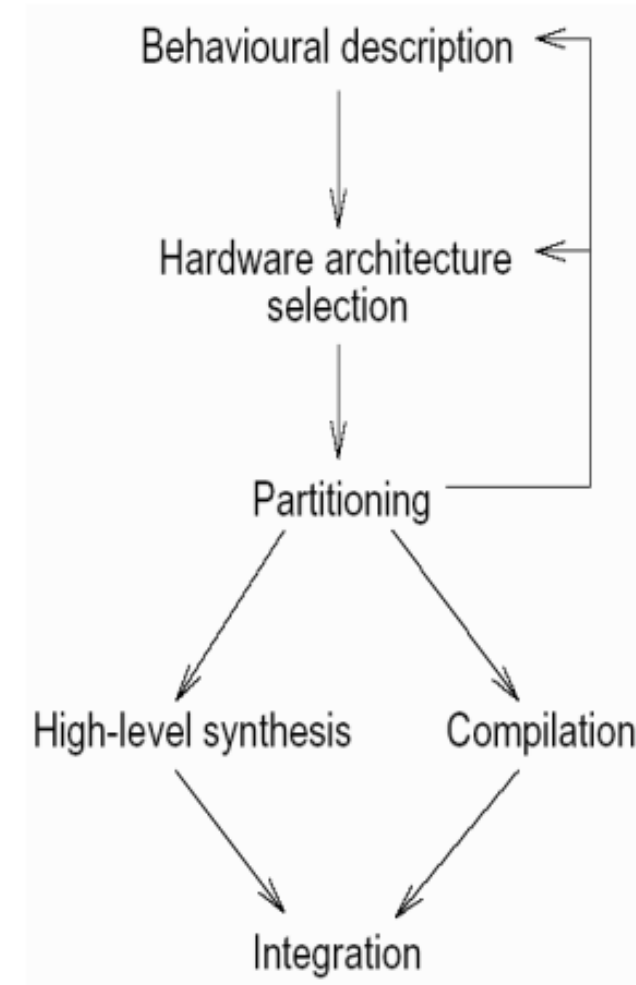 Behavioural description
Hardware architecture
selection
Partitioning
High-level synthesis
Compilation
Integration